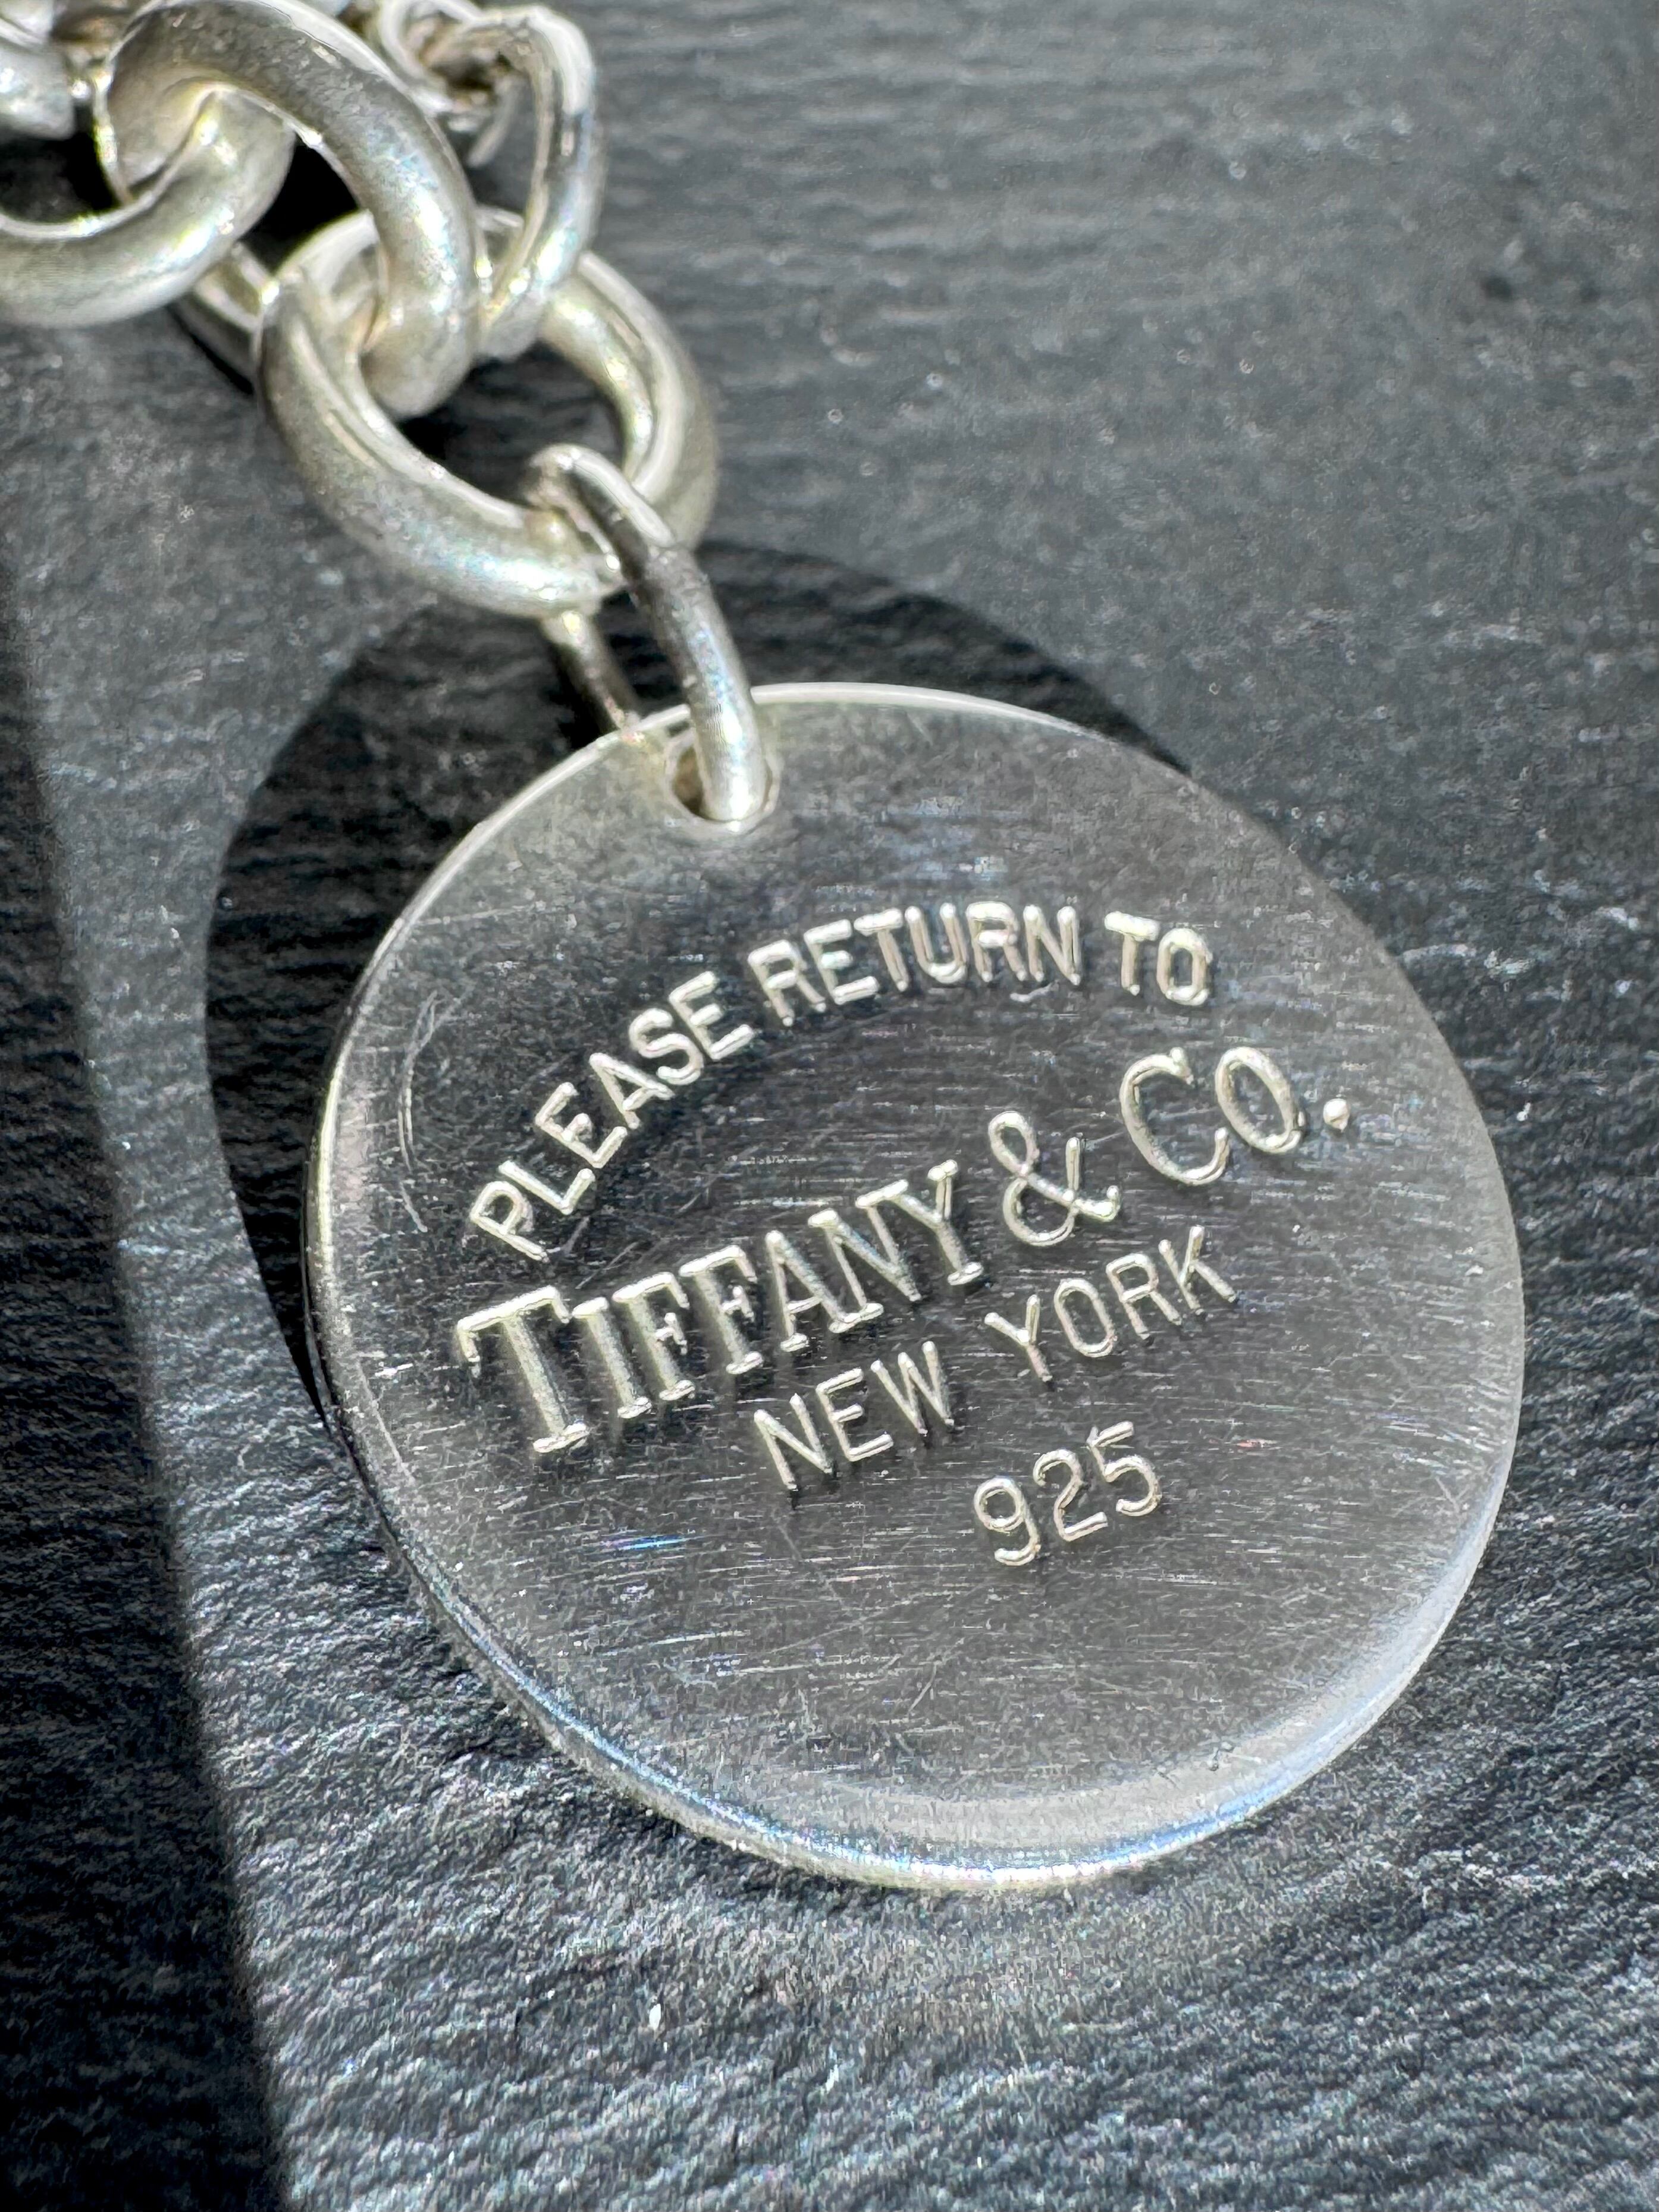 PLEASE RETURN TO
TIFFANY & CO.
NEW YORK
925